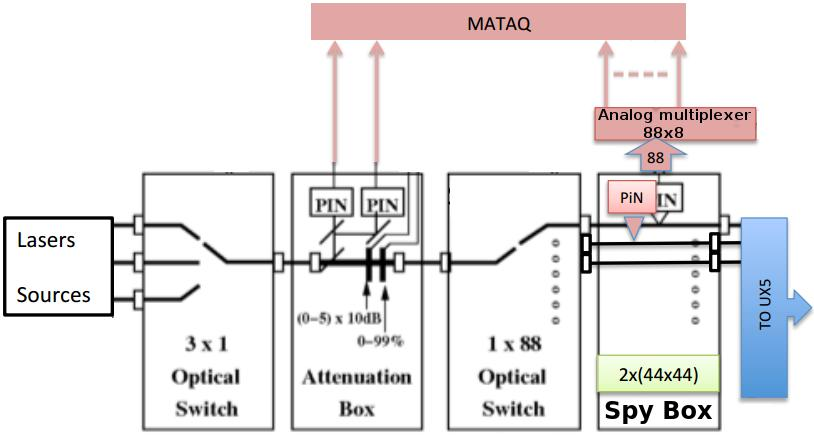 MATAQ
Analog multiplexer
88x8
88
PIN
PIN
PiN
IN
Lasers
Sources
(0–5) x 10dB
0–99%
3 x 1
Optical
Switch
Attenuation
Box
1 x 88
Optical
Switch
2x(44x44)
Spy Box
TO UX5